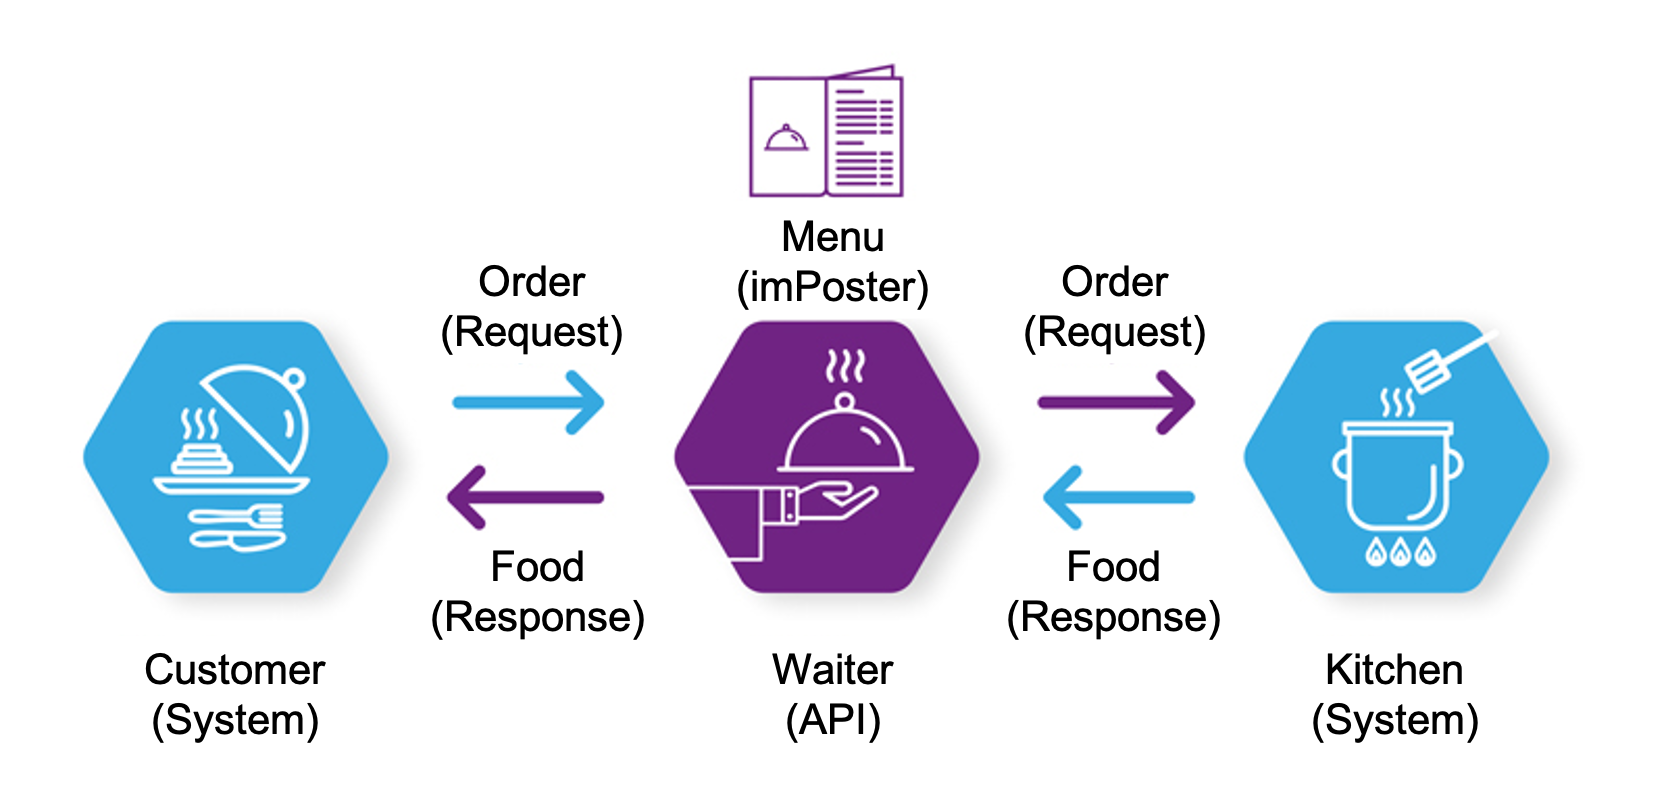 Menu
(imPoster)
Order
(Request)
Order
(Request)
Food
(Response)
Food
(Response)
Customer
(System)
Waiter
(API)
Kitchen
(System)